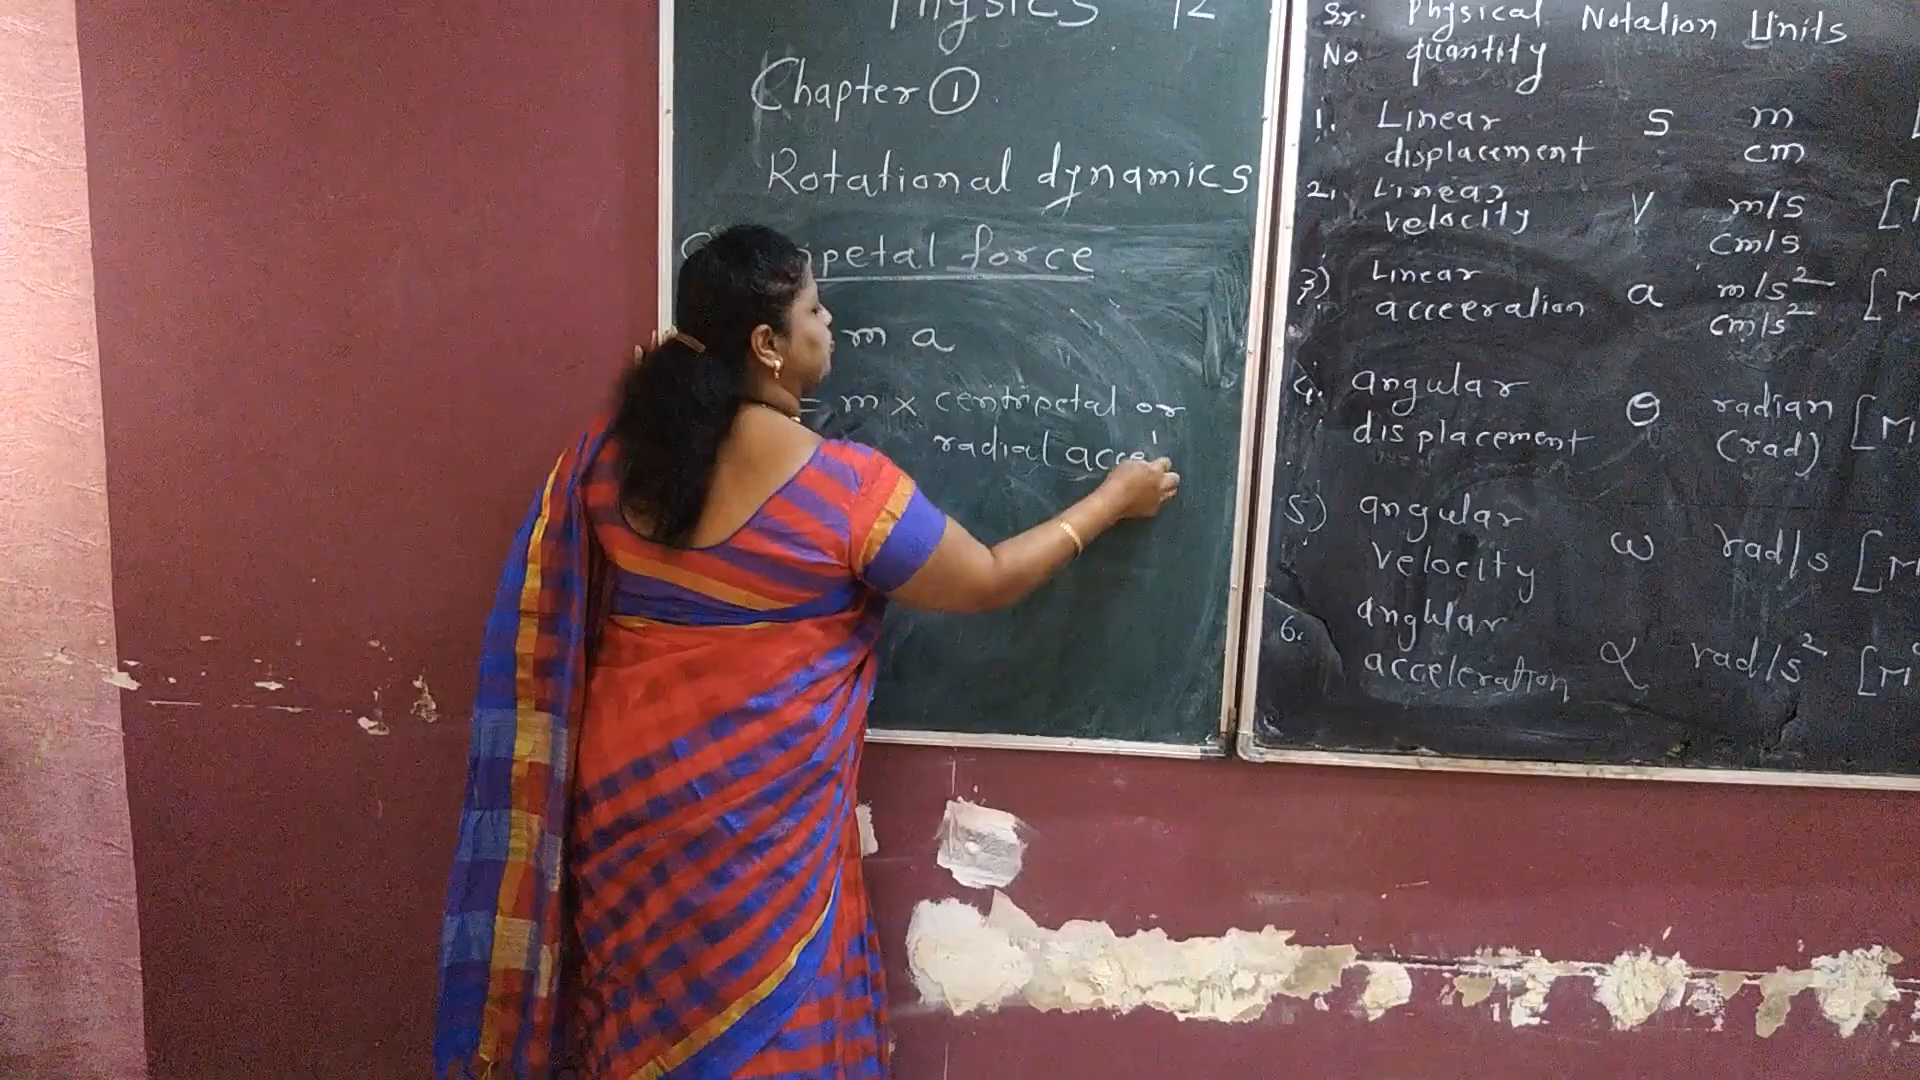 Physics 12
Chapter ①
Rotational dynamics
petal force
m a
= m x centripetal or
radial acce
Sr. Physical Notation Units
No. quantity
1. Linear S m
displacement cm
2. Linear V m/s
velocity cm/s
3) Linear a m/s²
acceeration cm/s²
4. angular θ radian
displacement (rad)
5) angular ω rad/s
velocity
6. angular
acceleration α rad/s²